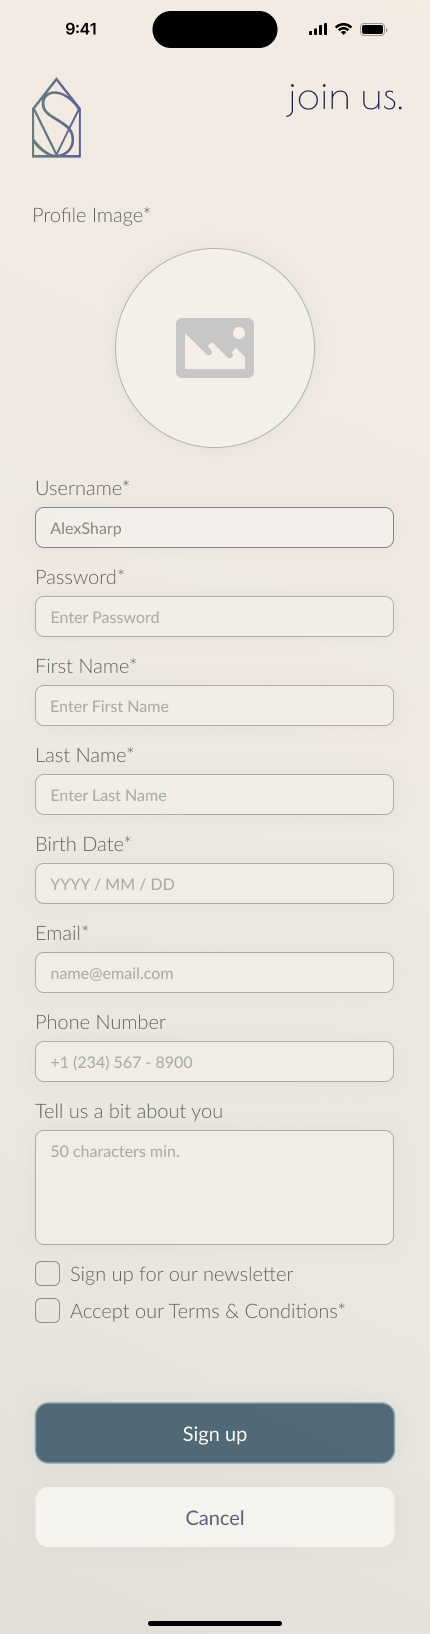 9:41
join us.
Profile Image*
Username*
AlexSharp
Password*
Enter Password
First Name*
Enter First Name
Last Name*
Enter Last Name
Birth Date*
YYYY / MM / DD
Email*
name@email.com
Phone Number
+1 (234) 567 - 8900
Tell us a bit about you
50 characters min.
Sign up for our newsletter
Accept our Terms & Conditions*
Sign up
Cancel